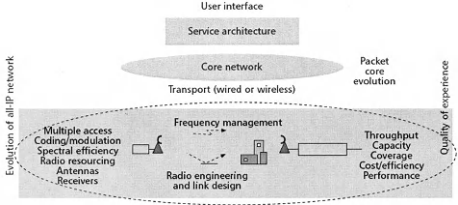 User interface
Service architecture
Core network
Packet
core
evolution
Transport (wired or wireless)
Evolution of all-IP network
Quality of experience
Frequency management
Multiple access
Coding/modulation
Spectral efficiency
Radio resourcing
Antennas
Receivers
Radio engineering
and link design
Throughput
Capacity
Coverage
Cost/efficiency
Performance